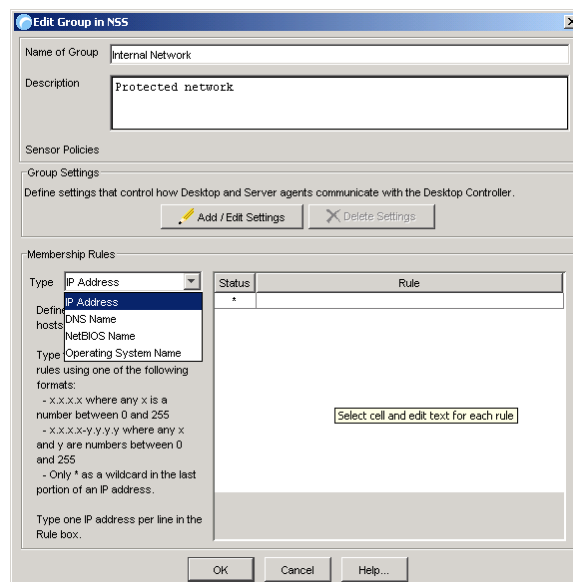 Edit Group in NSS
Name of Group
Internal Network
Description
Protected network
Sensor Policies
Group Settings
Define settings that control how Desktop and Server agents communicate with the Desktop Controller.
Add / Edit Settings
Delete Settings
Membership Rules
Type
IP Address
Status
Rule
*
IP Address
DNS Name
NetBIOS Name
Operating System Name
Define
hosts
Type
rules using one of the following
formats:
- x.x.x.x where any x is a
number between 0 and 255
- x.x.x.x-y.y.y.y where any x
and y are numbers between 0
and 255
- Only * as a wildcard in the last
portion of an IP address.
Type one IP address per line in the
Rule box.
Select cell and edit text for each rule
OK
Cancel
Help...